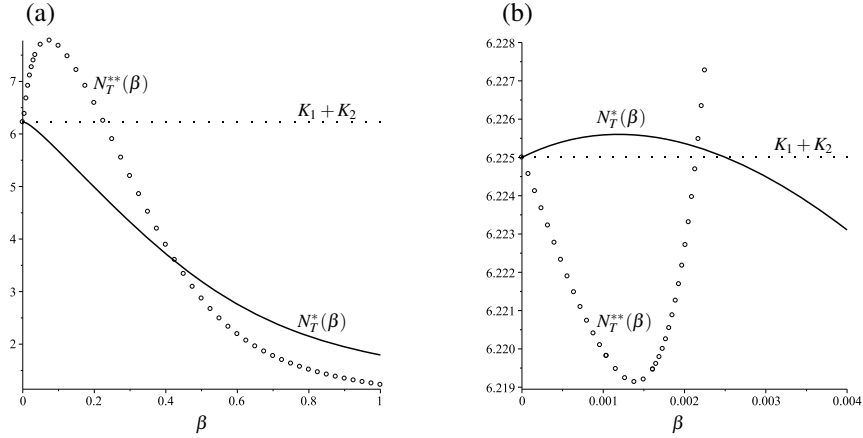 (a)
7
6
5
4
3
2
N_T^{**}(β)
K_1 + K_2
N_T^*(β)
0
0.2
0.4
0.6
0.8
1
β
(b)
6.228
6.227
6.226
6.225
6.224
6.223
6.222
6.221
6.220
6.219
N_T^*(β)
K_1 + K_2
N_T^{**}(β)
0
0.001
0.002
0.003
0.004
β